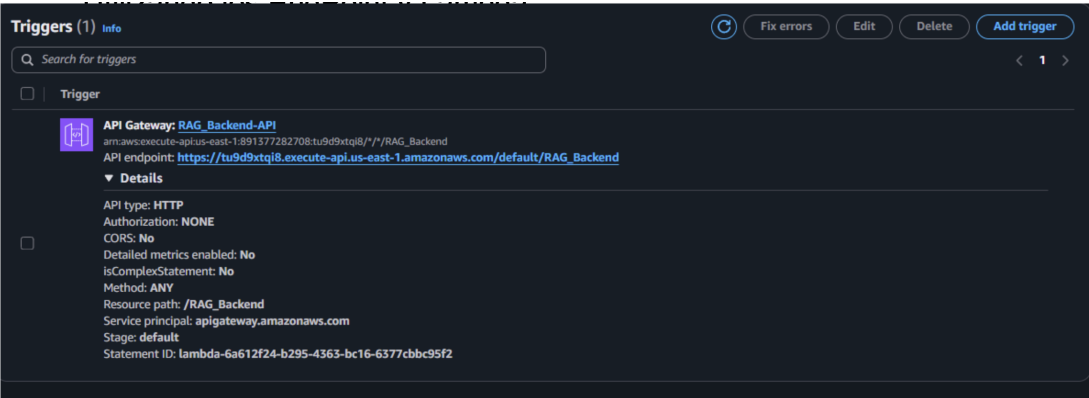 Triggers (1) Info
Fix errors
Edit
Delete
Add trigger
Search for triggers
1
Trigger
API Gateway: RAG_Backend-API
arn:aws:execute-api:us-east-1:891377282708:tu9d9xtqi8/*/*/RAG_Backend
API endpoint: https://tu9d9xtqi8.execute-api.us-east-1.amazonaws.com/default/RAG_Backend
Details
API type: HTTP
Authorization: NONE
CORS: No
Detailed metrics enabled: No
isComplexStatement: No
Method: ANY
Resource path: /RAG_Backend
Service principal: apigateway.amazonaws.com
Stage: default
Statement ID: lambda-6a612f24-b295-4363-bc16-6377cbbc95f2